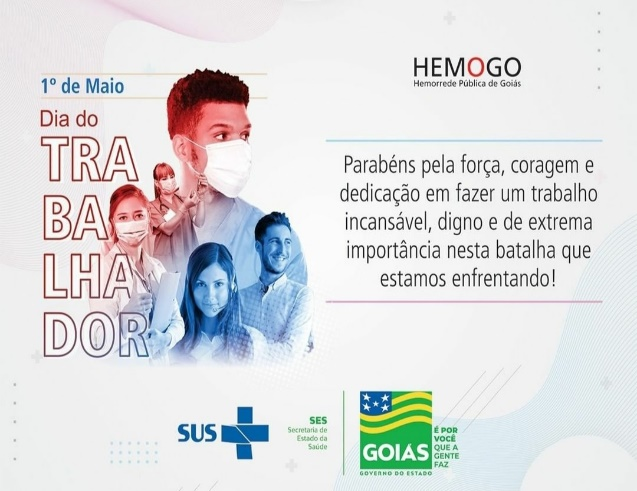 1º de Maio
Dia do
TRA
BA
LHA
DOR
HEMOGO
Hemorrede Pública de Goiás
Parabéns pela força, coragem e
dedicação em fazer um trabalho
incansável, digno e de extrema
importância nesta batalha que
estamos enfrentando!
SUS
SES
Secretaria de
Estado da
Saúde
GOIÁS
GOVERNO DO ESTADO
É POR
VOCÊ
QUE A
GENTE
FAZ